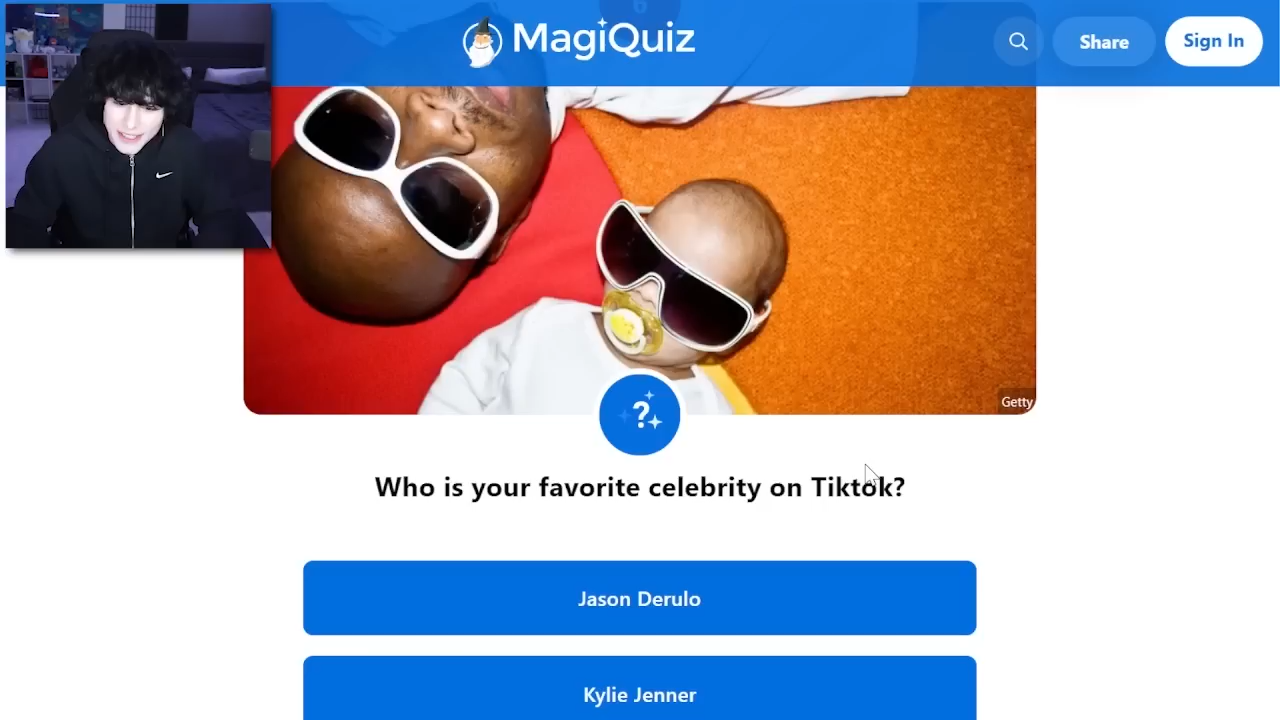 MagiQuiz
Share
Sign In
Getty
Who is your favorite celebrity on Tiktok?
Jason Derulo
Kylie Jenner